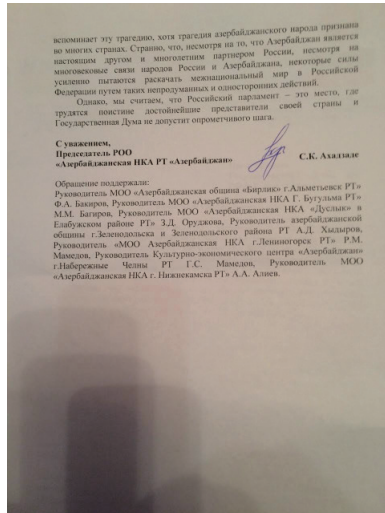 вспоминает эту трагедию, хотя трагедия азербайджанского народа признана
во многих странах. Странно, что, несмотря на то, что Азербайджан является
настоящим другом и многолетним партнером России, несмотря на
многовековые связи народов России и Азербайджана, некоторые силы
усиленно пытаются раскачать межнациональный мир в Российской
Федерации путем таких непродуманных и односторонних действий.
Однако, мы считаем, что Российский парламент – это место, где
трудятся поистине достойнейшие представители своей страны и
Государственная Дума не допустит опрометчивого шага.
С уважением,
Председатель РОО
«Азербайджанская НКА РТ «Азербайджан»
С.К. Ахадзаде
Обращение поддержали:
Руководитель МОО «Азербайджанская община «Бирлик» г.Альметьевск РТ»
Ф.А. Бакиров, Руководитель МОО «Азербайджанская НКА Г. Бугульма РТ»
М.М. Багиров, Руководитель МОО «Азербайджанская НКА «Дуслык» в
Елабужском районе РТ» З.Д. Оруджова, Руководитель азербайджанской
общины г.Зеленодольска и Зеленодольского района РТ А.Д. Хыдыров,
Руководитель «МОО Азербайджанская НКА г.Лениногорск РТ» Р.М.
Мамедов, Руководитель Культурно-экономического центра «Азербайджан»
г.Набережные Челны РТ Г.С. Мамедов, Руководитель МОО
«Азербайджанская НКА г. Нижнекамска РТ» А.А. Алиев.